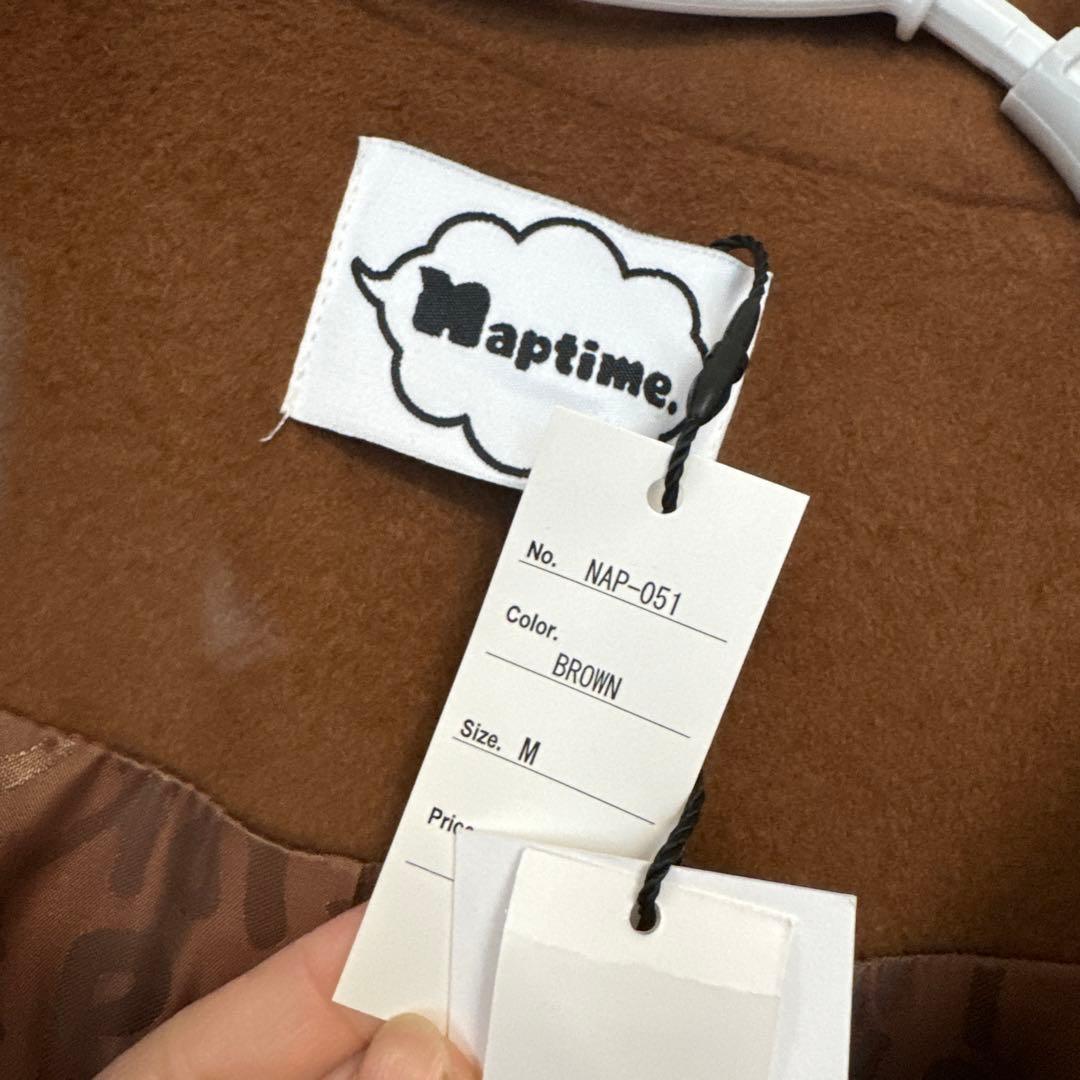 Naptime.
No. NAP-051
Color.
BROWN
Size. M